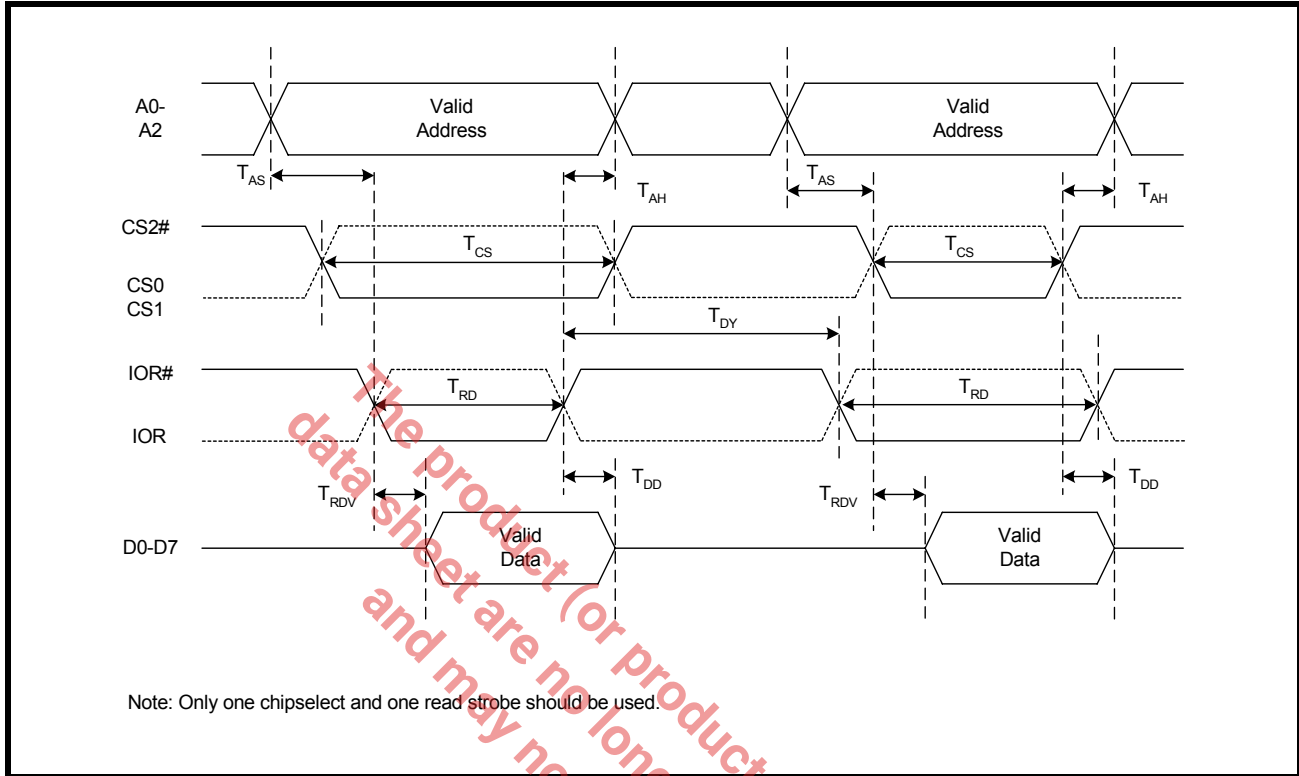 A0-
A2
Valid
Address
Valid
Address
TAS
TAH
TAS
TAH
CS2#
CS0
CS1
TCS
TCS
TDY
IOR#
IOR
TRD
TRD
TRDV
TDD
TRDV
TDD
D0-D7
Valid
Data
Valid
Data
Note: Only one chipselect and one read strobe should be used.
The product (or product
data sheet are no long
and may no